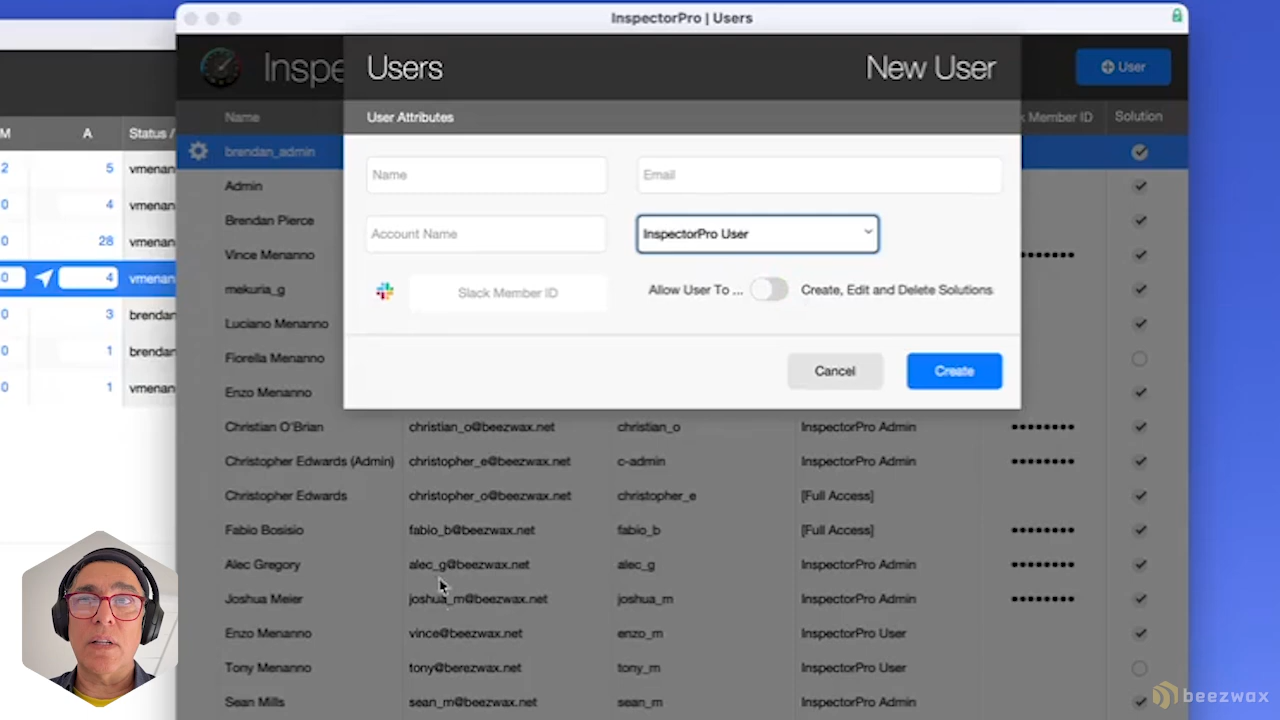 InspectorPro | Users
Inspe
Users
New User
User
Name
User Attributes
k Member ID
Solution
M
A
Status /
brendan_admin
Name
Email
2
5
vmenan
Admin
0
4
vmenan
Brendan Pierce
Account Name
InspectorPro User
0
28
vmenan
Vince Menanno
••••••••
0
4
vmenan
mekuria_g
Slack Member ID
Allow User To ...
Create, Edit and Delete Solutions
0
3
brendan
Luciano Menanno
0
1
brendan
Fiorella Menanno
Cancel
Create
0
1
vmenan
Enzo Menanno
Christian O'Brian
christian_o@beezwax.net
christian_o
InspectorPro Admin
••••••••
Christopher Edwards (Admin)
christopher_e@beezwax.net
c-admin
InspectorPro Admin
••••••••
Christopher Edwards
christopher_o@beezwax.net
christopher_e
[Full Access]
Fabio Bosisio
fabio_b@beezwax.net
fabio_b
[Full Access]
••••••••
Alec Gregory
alec_g@beezwax.net
alec_g
InspectorPro Admin
••••••••
Joshua Meier
joshua_m@beezwax.net
joshua_m
InspectorPro Admin
••••••••
Enzo Menanno
vince@beezwax.net
enzo_m
InspectorPro User
Tony Menanno
tony@berezwax.net
tony_m
InspectorPro User
Sean Mills
sean_m@beezwax.net
sean_m
InspectorPro Admin
beezwax